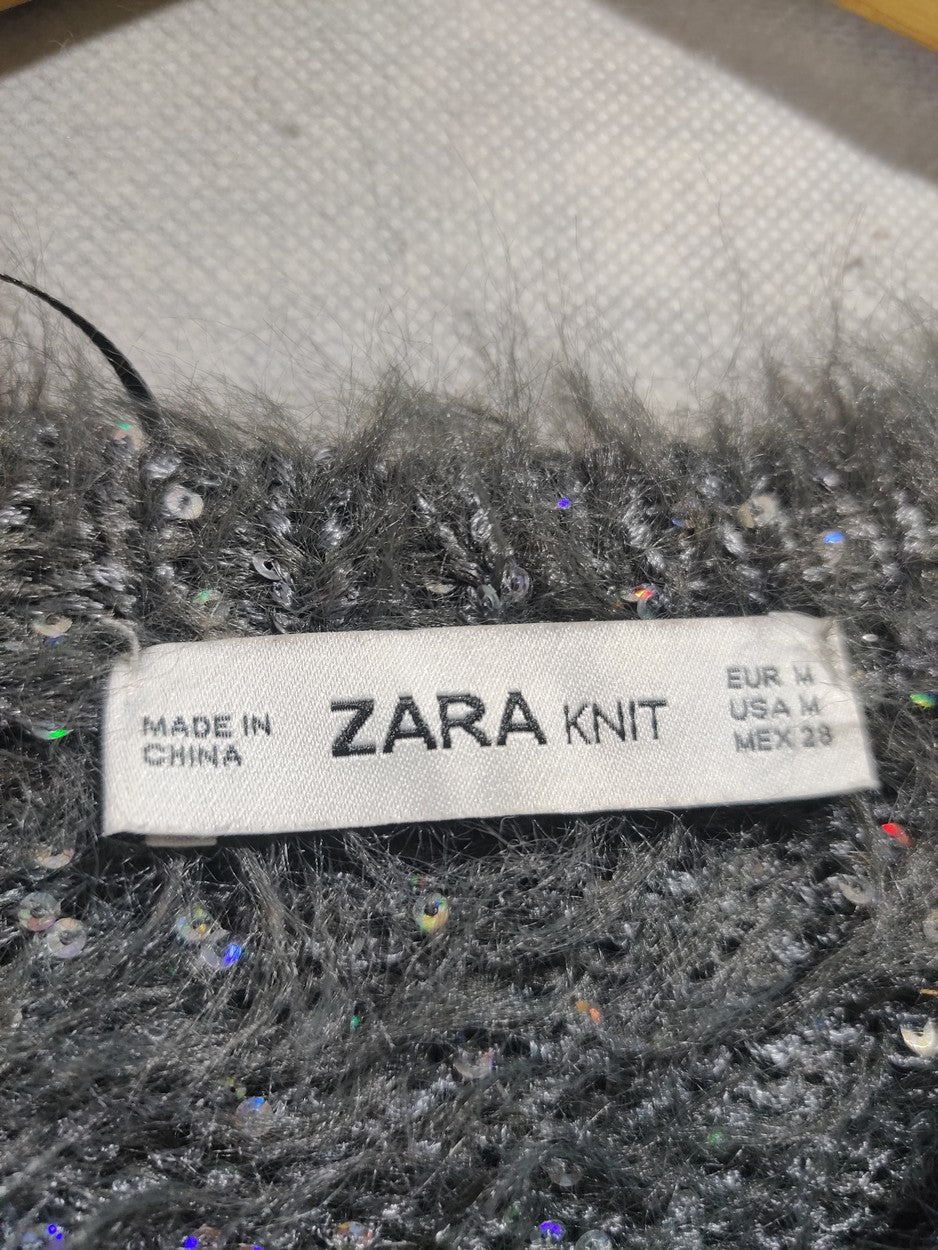 MADE IN
CHINA
ZARA KNIT
EUR M
USA M
MEX 28